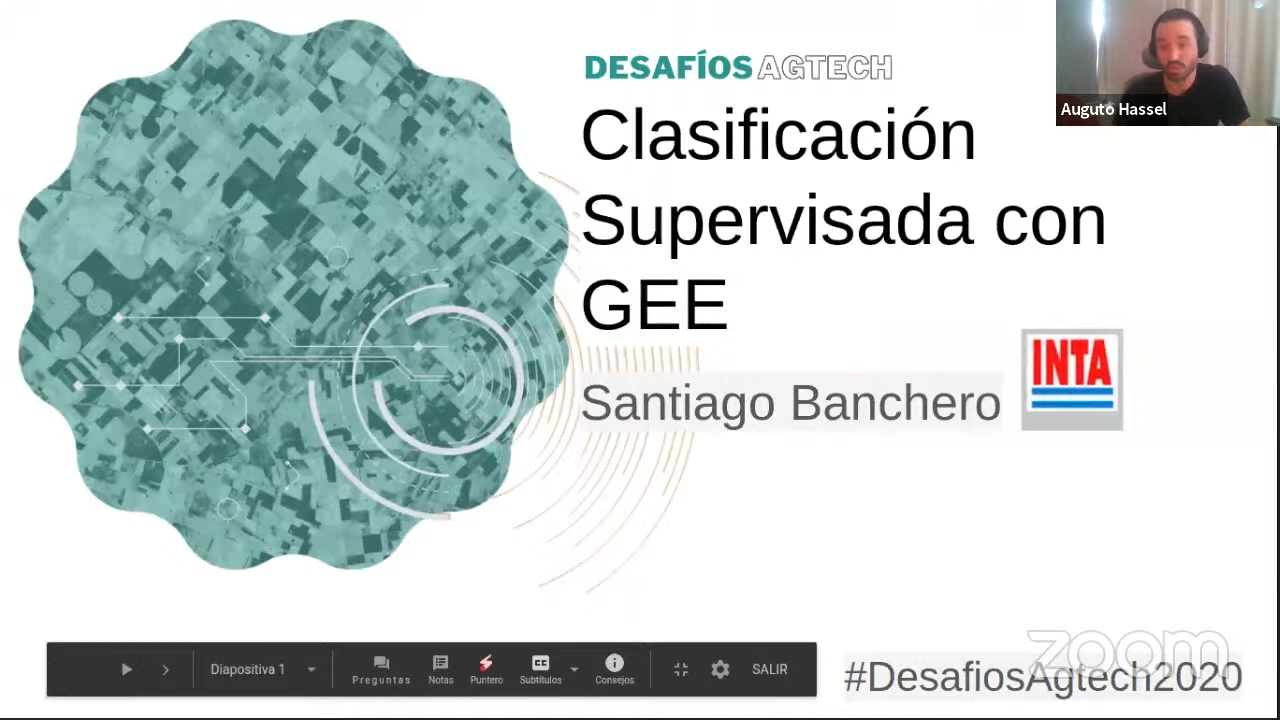 DESAFÍOS AGTECH
Clasificación
Supervisada con
GEE
Santiago Banchero
INTA
Auguto Hassel
Diapositiva 1
Preguntas
Notas
Puntero
CC
Subtítulos
Consejos
SALIR
zoom
#DesafiosAgtech2020